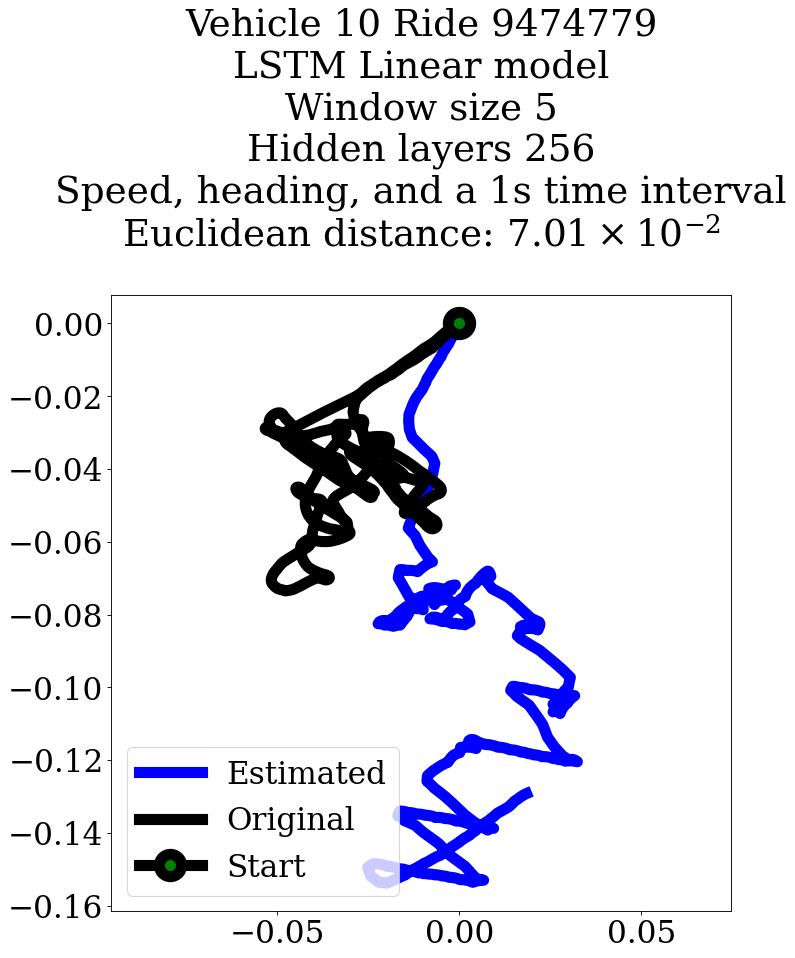 Vehicle 10 Ride 9474779
LSTM Linear model
Window size 5
Hidden layers 256
Speed, heading, and a 1s time interval
Euclidean distance: 7.01 × 10⁻²
0.00
−0.02
−0.04
−0.06
−0.08
−0.10
−0.12
−0.14
−0.16
Estimated
Original
Start
−0.05
0.00
0.05